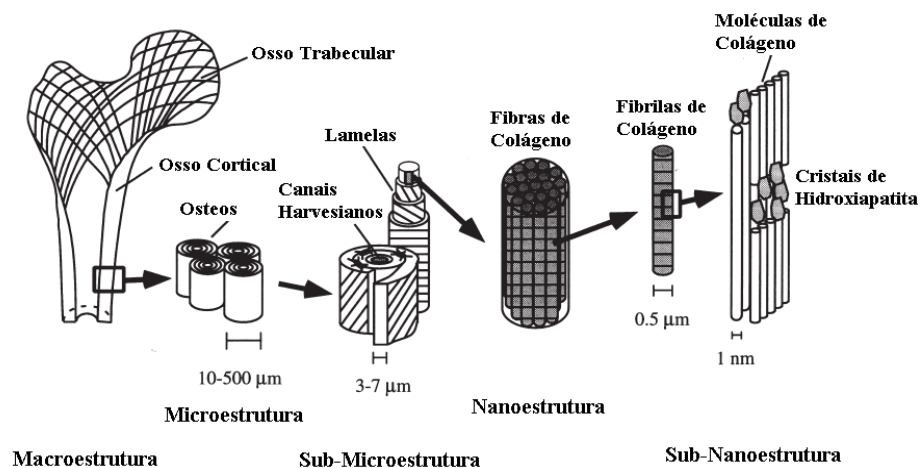 Moléculas de
Colágeno
Osso Trabecular
Fibras de
Colágeno
Fibrilas de
Colágeno
Lamelas
Osso Cortical
Canais
Harvesianos
Cristais de
Hidroxiapatita
Osteos
0.5 µm
1 nm
10-500 µm
3-7 µm
Microestrutura
Nanoestrutura
Macroestrutura
Sub-Microestrutura
Sub-Nanoestrutura